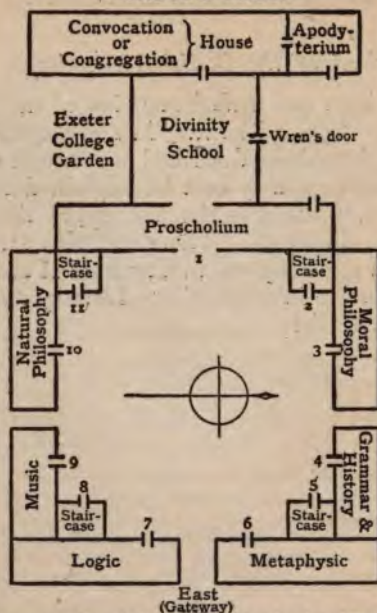 Convocation
or
Congregation
House
Apody-
terium
Exeter
College
Garden
Divinity
School
Wren's door
Proscholium
1
Stair-
case
11
Stair-
case
2
Natural
Philosophy
10
3
Moral
Philosophy
Music
9
8
Stair-
case
7
Logic
4
Grammar
& History
5
Stair-
case
6
Metaphysic
East
(Gateway)